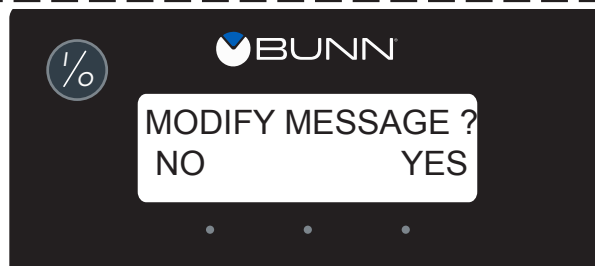 I/O
BUNN
MODIFY MESSAGE ?
NO YES